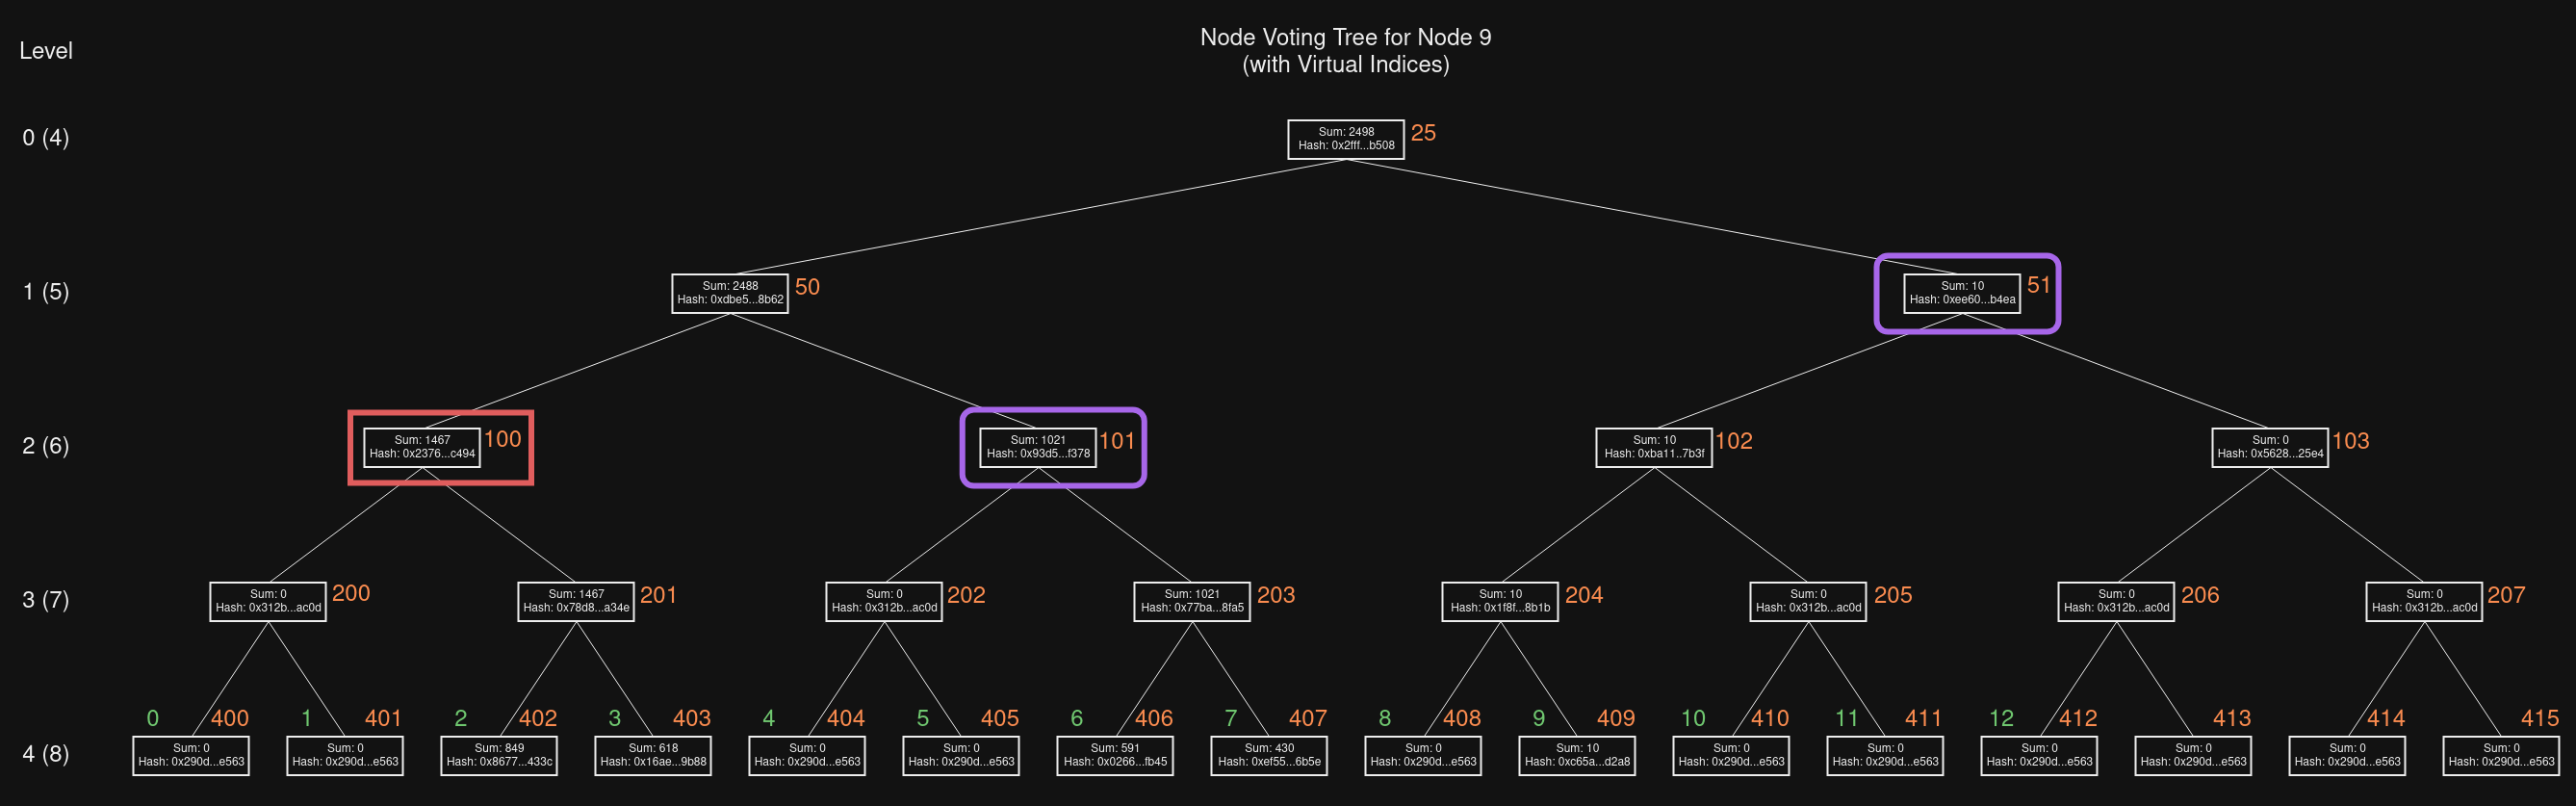 Level
Node Voting Tree for Node 9
(with Virtual Indices)
0 (4)
Sum: 2498
Hash: 0x2fff...b508
25
1 (5)
Sum: 2488
Hash: 0xdbe5...8b62
50
Sum: 10
Hash: 0xee60...b4ea
51
2 (6)
Sum: 1467
Hash: 0x2376...c494
100
Sum: 1021
Hash: 0x93d5...f378
101
Sum: 10
Hash: 0xba11..7b3f
102
Sum: 0
Hash: 0x5628...25e4
103
3 (7)
Sum: 0
Hash: 0x312b...ac0d
200
Sum: 1467
Hash: 0x78d8...a34e
201
Sum: 0
Hash: 0x312b...ac0d
202
Sum: 1021
Hash: 0x77ba...8fa5
203
Sum: 10
Hash: 0x1f8f...8b1b
204
Sum: 0
Hash: 0x312b...ac0d
205
Sum: 0
Hash: 0x312b...ac0d
206
Sum: 0
Hash: 0x312b...ac0d
207
4 (8)
0 400
Sum: 0
Hash: 0x290d...e563
1 401
Sum: 0
Hash: 0x290d...e563
2 402
Sum: 849
Hash: 0x8677...433c
3 403
Sum: 618
Hash: 0x16ae...9b88
4 404
Sum: 0
Hash: 0x290d...e563
5 405
Sum: 0
Hash: 0x290d...e563
6 406
Sum: 591
Hash: 0x0266...fb45
7 407
Sum: 430
Hash: 0xef55...6b5e
8 408
Sum: 0
Hash: 0x290d...e563
9 409
Sum: 10
Hash: 0xc65a...d2a8
10 410
Sum: 0
Hash: 0x290d...e563
11 411
Sum: 0
Hash: 0x290d...e563
12 412
Sum: 0
Hash: 0x290d...e563
413
Sum: 0
Hash: 0x290d...e563
414
Sum: 0
Hash: 0x290d...e563
415
Sum: 0
Hash: 0x290d...e563